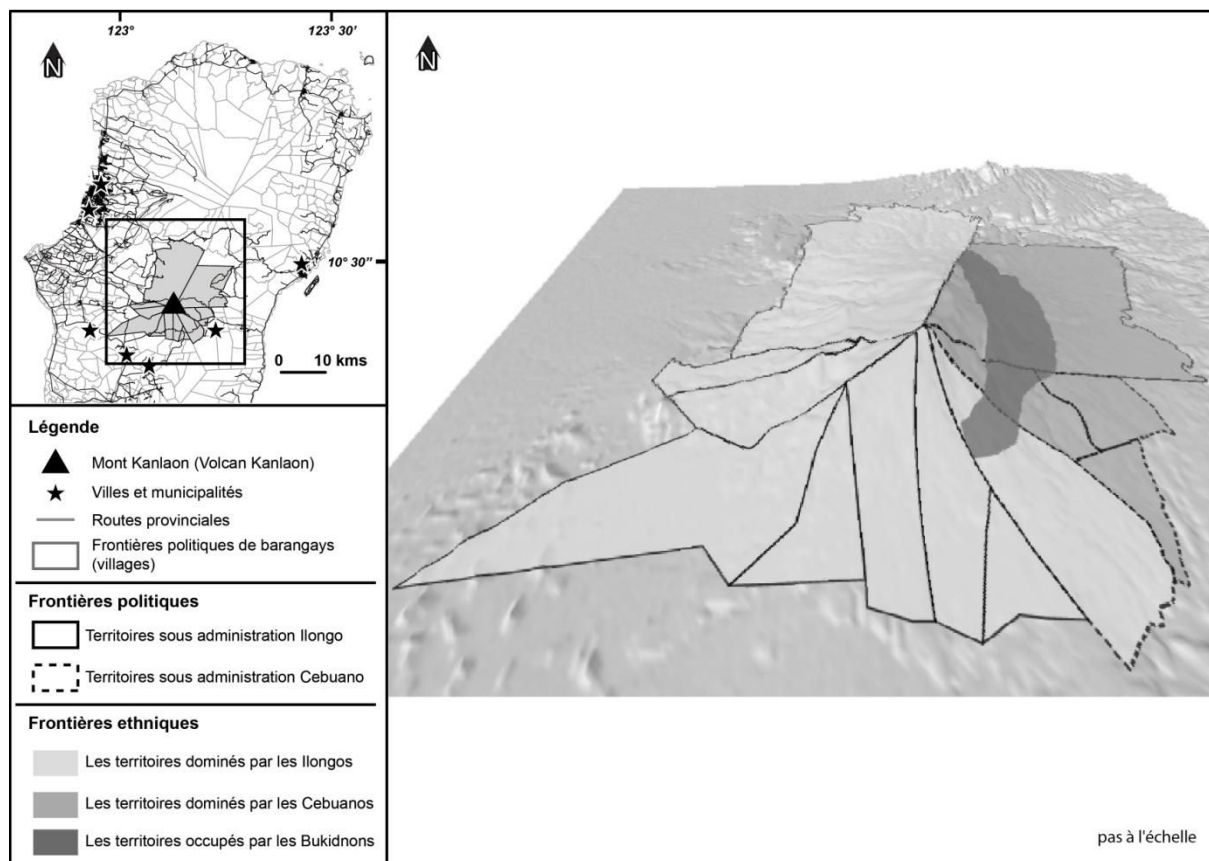 123°
123° 30’
N
10° 30’’
0 10 kms
Légende
Mont Kanlaon (Volcan Kanlaon)
Villes et municipalités
Routes provinciales
Frontières politiques de barangays
(villages)
Frontières politiques
Territoires sous administration Ilongo
Territoires sous administration Cebuano
Frontières ethniques
Les territoires dominés par les Ilongos
Les territoires dominés par les Cebuanos
Les territoires occupés par les Bukidnons
N
pas à l'échelle